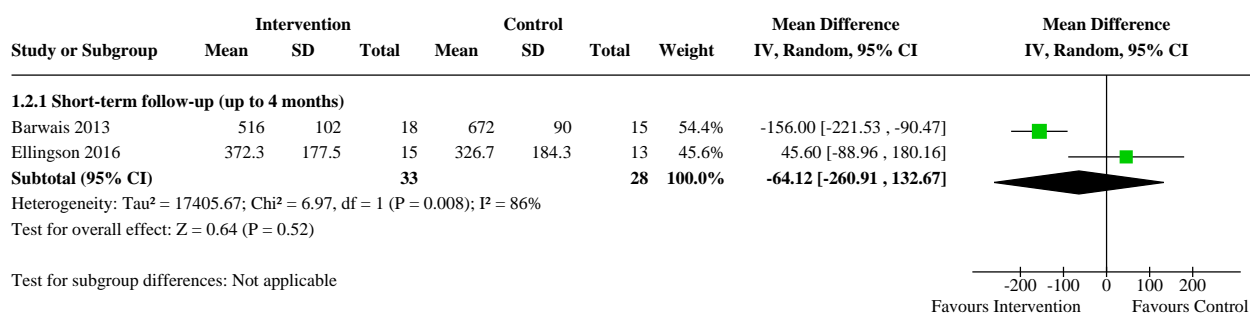 Intervention Control Mean Difference Mean Difference
Study or Subgroup Mean SD Total Mean SD Total Weight IV, Random, 95% CI IV, Random, 95% CI
1.2.1 Short-term follow-up (up to 4 months)
Barwais 2013 516 102 18 672 90 15 54.4% -156.00 [-221.53 , -90.47]
Ellingson 2016 372.3 177.5 15 326.7 184.3 13 45.6% 45.60 [-88.96 , 180.16]
Subtotal (95% CI) 33 28 100.0% -64.12 [-260.91 , 132.67]
Heterogeneity: Tau² = 17405.67; Chi² = 6.97, df = 1 (P = 0.008); I² = 86%
Test for overall effect: Z = 0.64 (P = 0.52)
Test for subgroup differences: Not applicable
-200 -100 0 100 200
Favours Intervention Favours Control